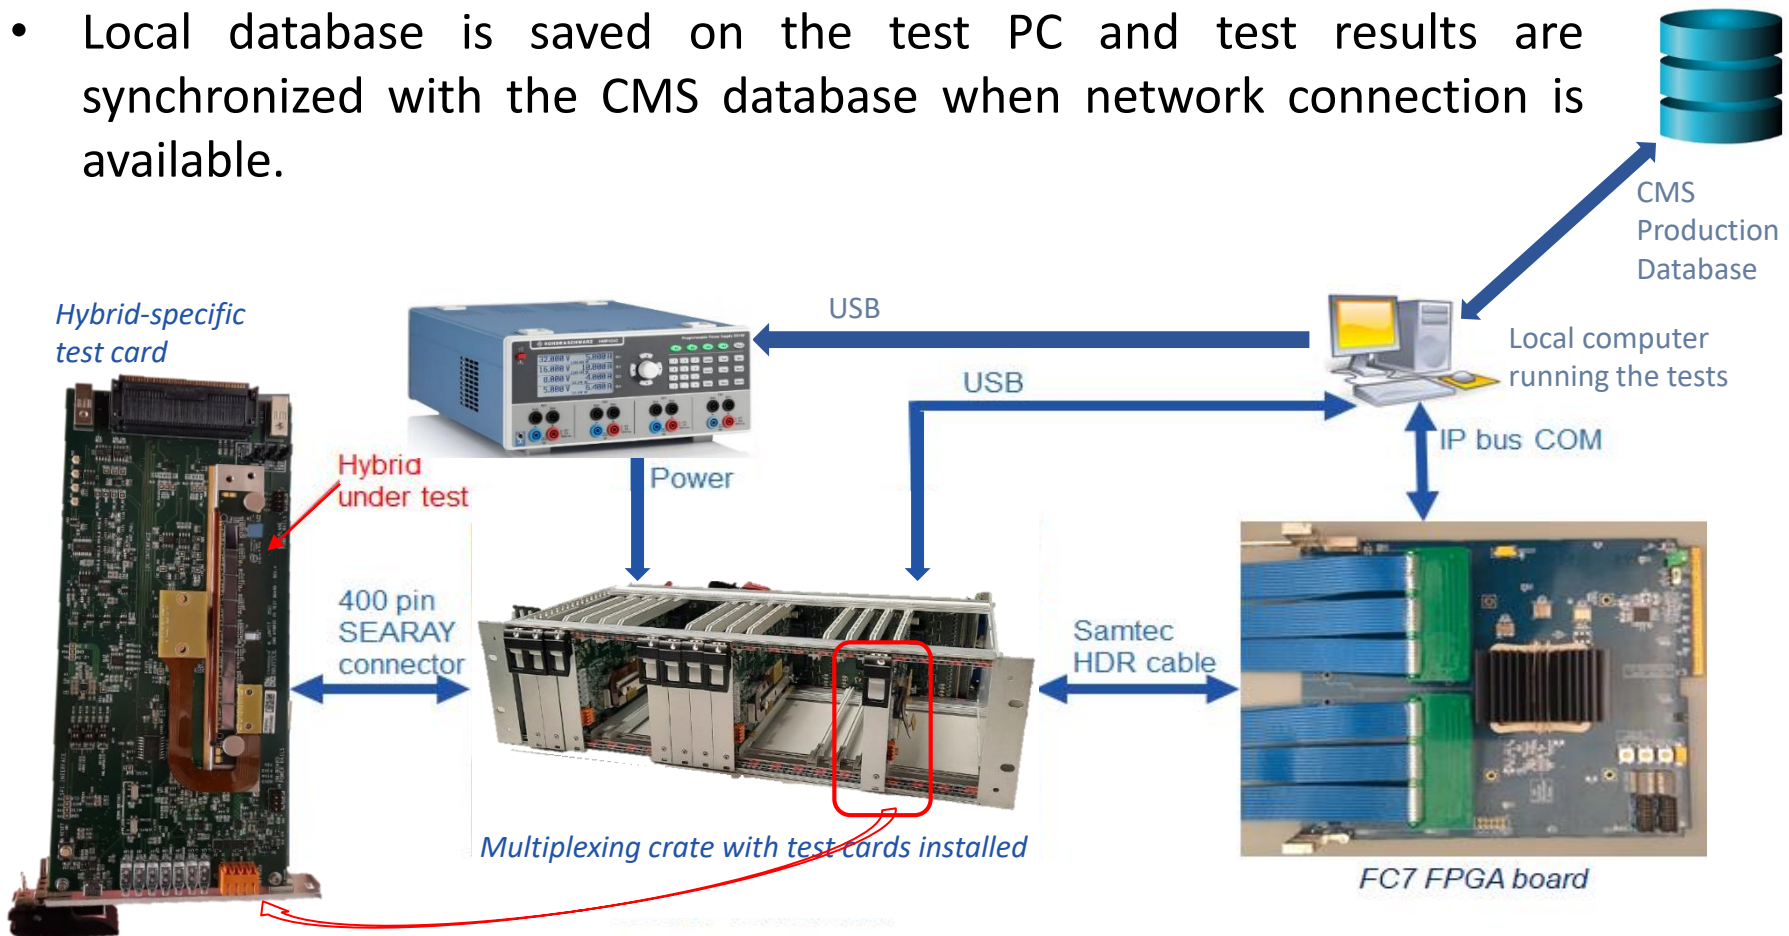 • Local database is saved on the test PC and test results are
synchronized with the CMS database when network connection is
available.
CMS
Production
Database
Hybrid-specific
test card
USB
Local computer
running the tests
USB
IP bus COM
Hybrid
under test
Power
400 pin
SEARAY
connector
Samtec
HDR cable
Multiplexing crate with test cards installed
FC7 FPGA board